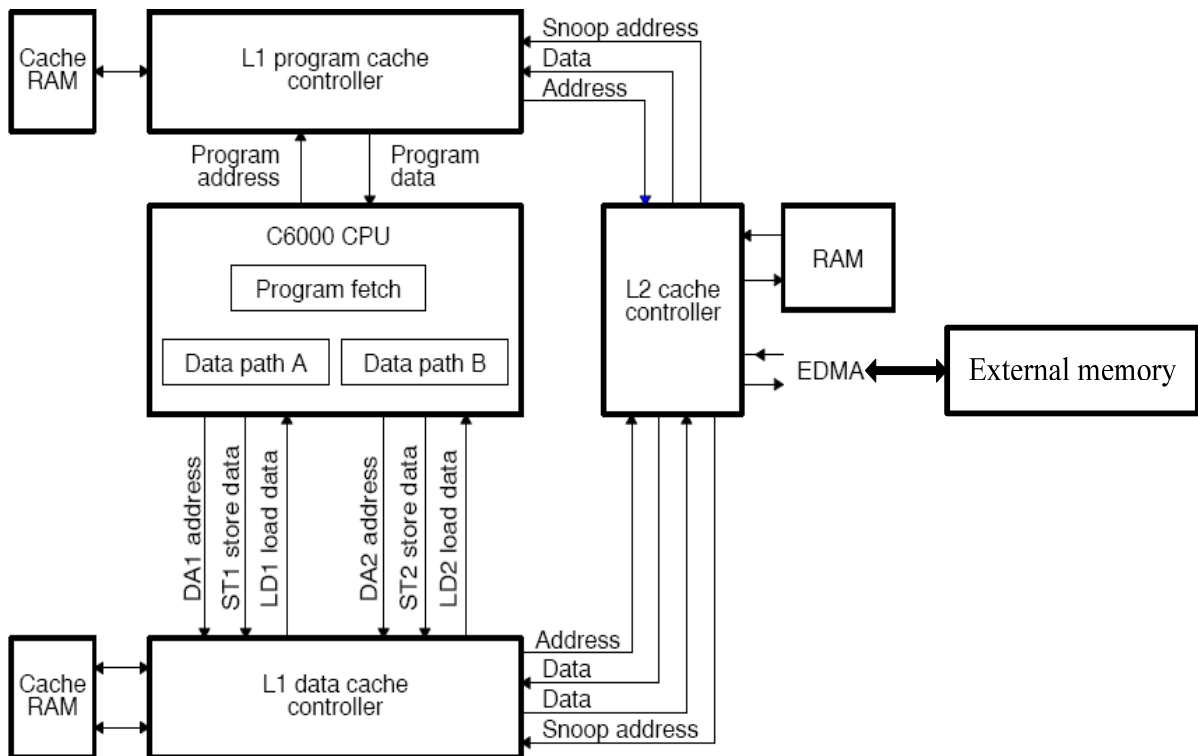 Cache
RAM
L1 program cache
controller
Snoop address
Data
Address
Program
address
Program
data
C6000 CPU
Program fetch
Data path A
Data path B
L2 cache
controller
RAM
EDMA
External memory
DA1 address
ST1 store data
LD1 load data
DA2 address
ST2 store data
LD2 load data
Cache
RAM
L1 data cache
controller
Address
Data
Data
Snoop address